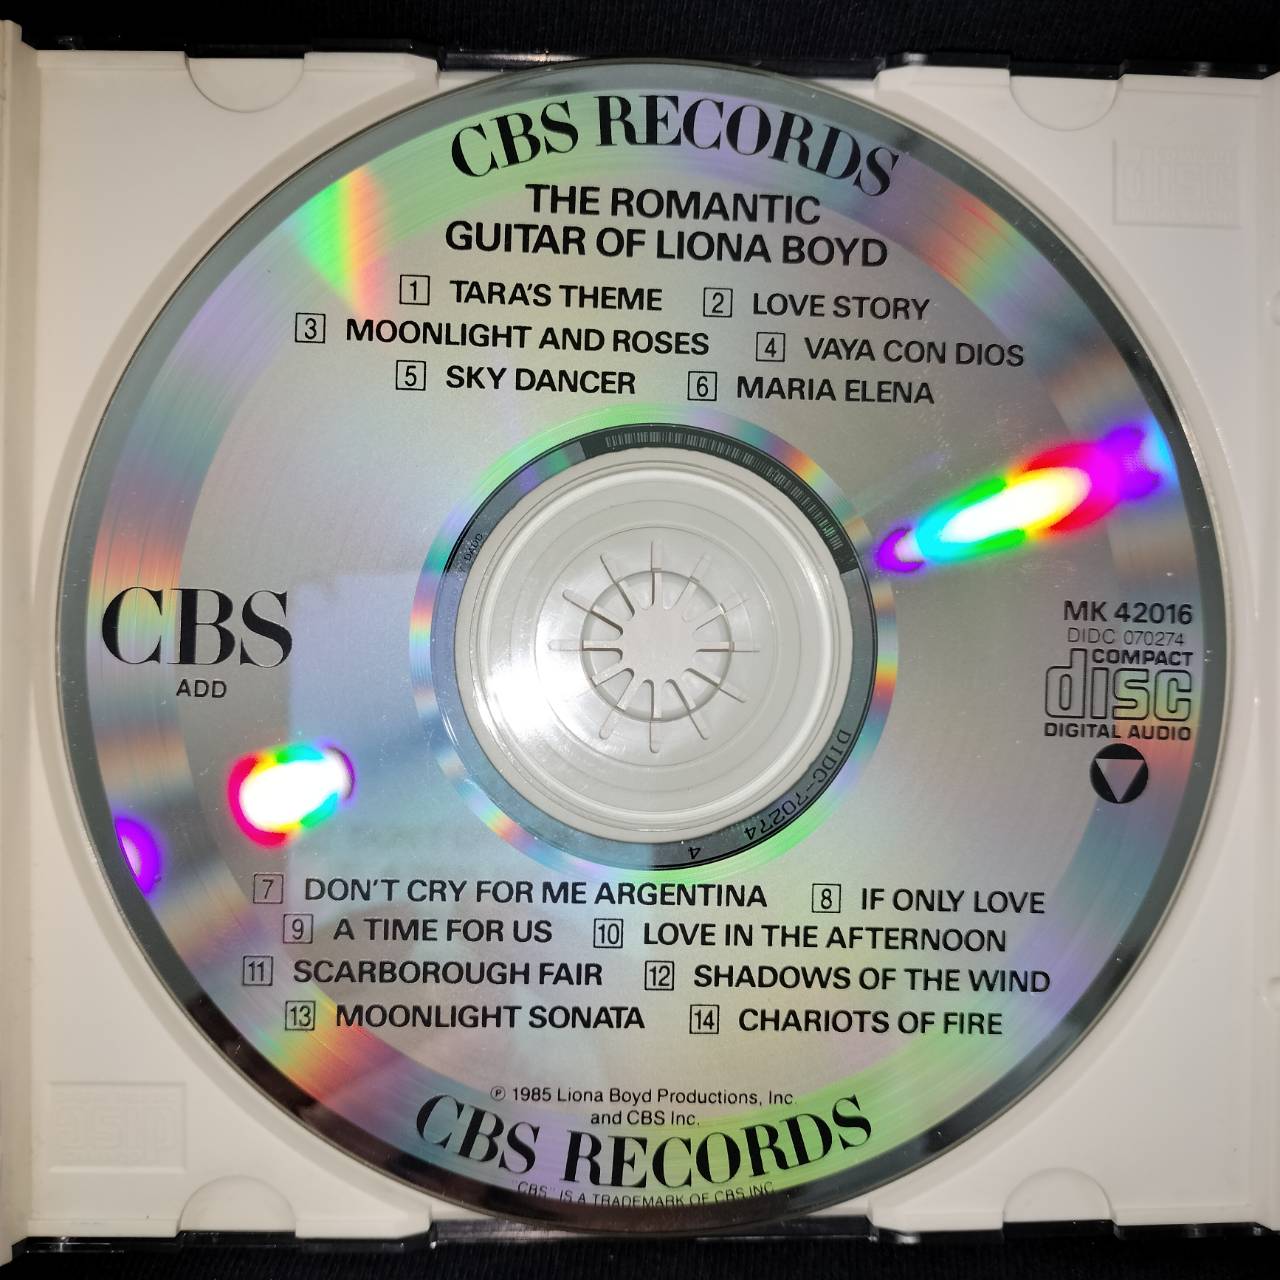 CBS RECORDS
THE ROMANTIC
GUITAR OF LIONA BOYD
1 TARA'S THEME 2 LOVE STORY
3 MOONLIGHT AND ROSES 4 VAYA CON DIOS
5 SKY DANCER 6 MARIA ELENA
CBS
ADD
MK 42016
DIDC 070274
COMPACT
disc
DIGITAL AUDIO
DADD
DIDC-70274 4
7 DON'T CRY FOR ME ARGENTINA 8 IF ONLY LOVE
9 A TIME FOR US 10 LOVE IN THE AFTERNOON
11 SCARBOROUGH FAIR 12 SHADOWS OF THE WIND
13 MOONLIGHT SONATA 14 CHARIOTS OF FIRE
℗ 1985 Liona Boyd Productions, Inc.
and CBS Inc.
CBS RECORDS
"CBS" IS A TRADEMARK OF CBS INC.